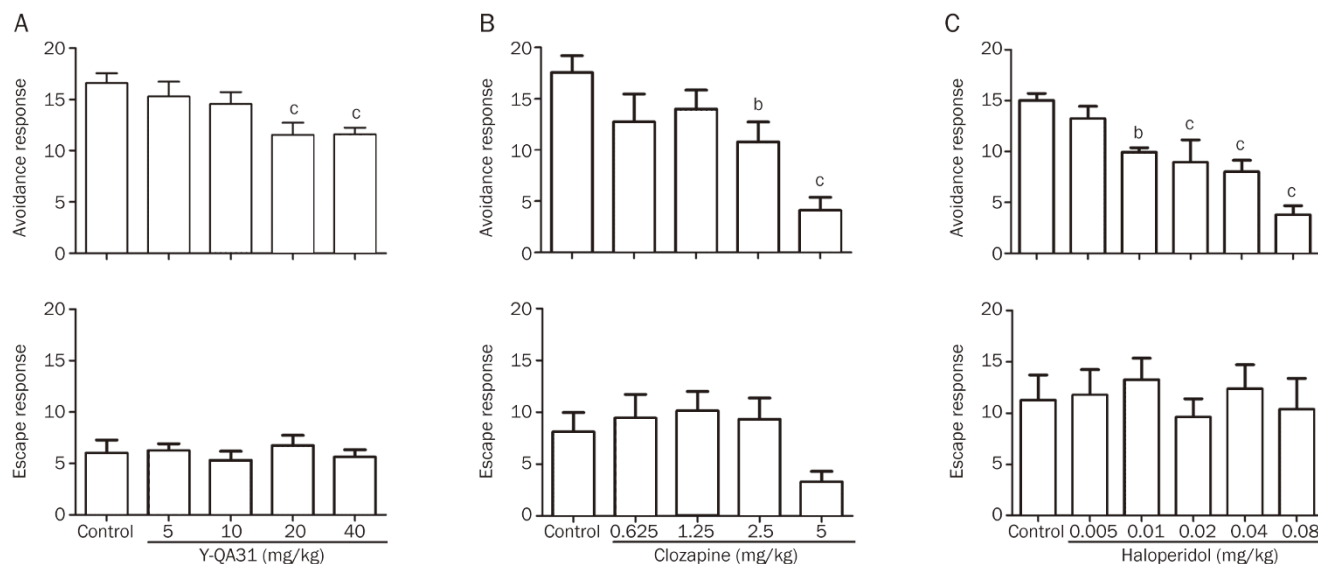 A
Avoidance response
20
15
10
5
0
c
c
Escape response
20
15
10
5
0
Control 5 10 20 40
Y-QA31 (mg/kg)
B
Avoidance response
20
15
10
5
0
b
c
Escape response
20
15
10
5
0
Control 0.625 1.25 2.5 5
Clozapine (mg/kg)
C
Avoidance response
20
15
10
5
0
b
c
c
c
Escape response
20
15
10
5
0
Control 0.005 0.01 0.02 0.04 0.08
Haloperidol (mg/kg)